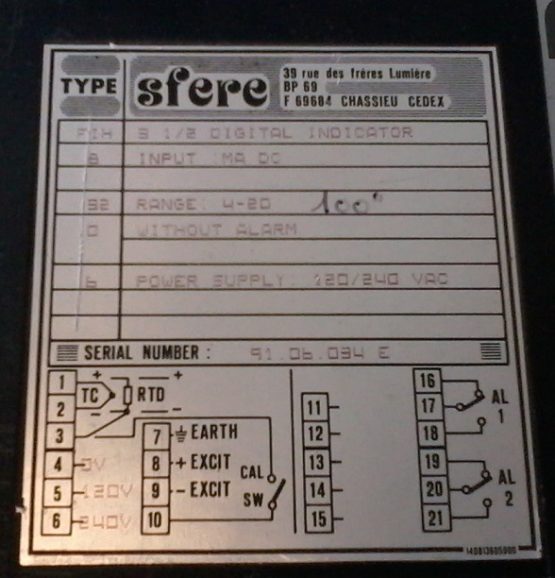 TYPE sfere
39 rue des frères Lumière
BP 69
F 69684 CHASSIEU CEDEX
3 1/2 DIGITAL INDICATOR
8 INPUT :MA DC
52 RANGE: 4-20 100°
0 WITHOUT ALARM
6 POWER SUPPLY: 120/240 VAC
SERIAL NUMBER : 91.06.094 E
1 + +
2 TC RTD
- -
3
4 0V
5 120V
6 240V
7 EARTH
8 + EXCIT
9 - EXCIT
10
CAL
SW
11
12
13
14
15
16
17 AL
18 1
19
20 AL
21 2